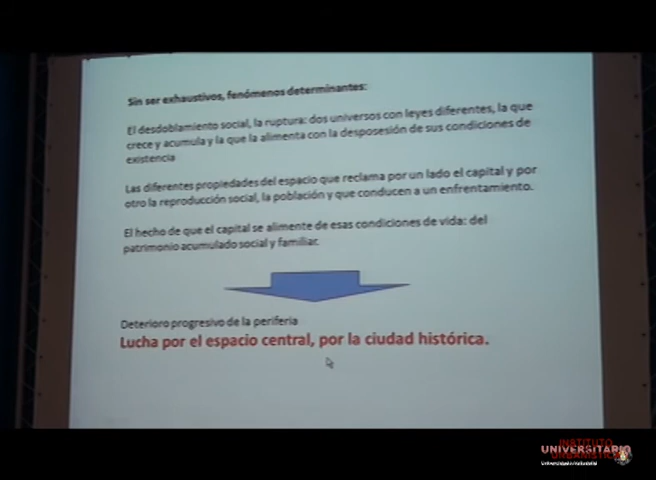 Sin ser exhaustivos, fenómenos determinantes:
El desdoblamiento social, la ruptura: dos universos con leyes diferentes, la que
crece y acumula y la que la alimenta con la desposesión de sus condiciones de
existencia
Las diferentes propiedades del espacio que reclama por un lado el capital y por
otro la reproducción social, la población y que conducen a un enfrentamiento.
El hecho de que el capital se alimente de esas condiciones de vida: del
patrimonio acumulado social y familiar.
Deterioro progresivo de la periferia
Lucha por el espacio central, por la ciudad histórica.
INSTITUTO
UNIVERSITARIO
URBANÍSTICA
UniversidaddeValladolid